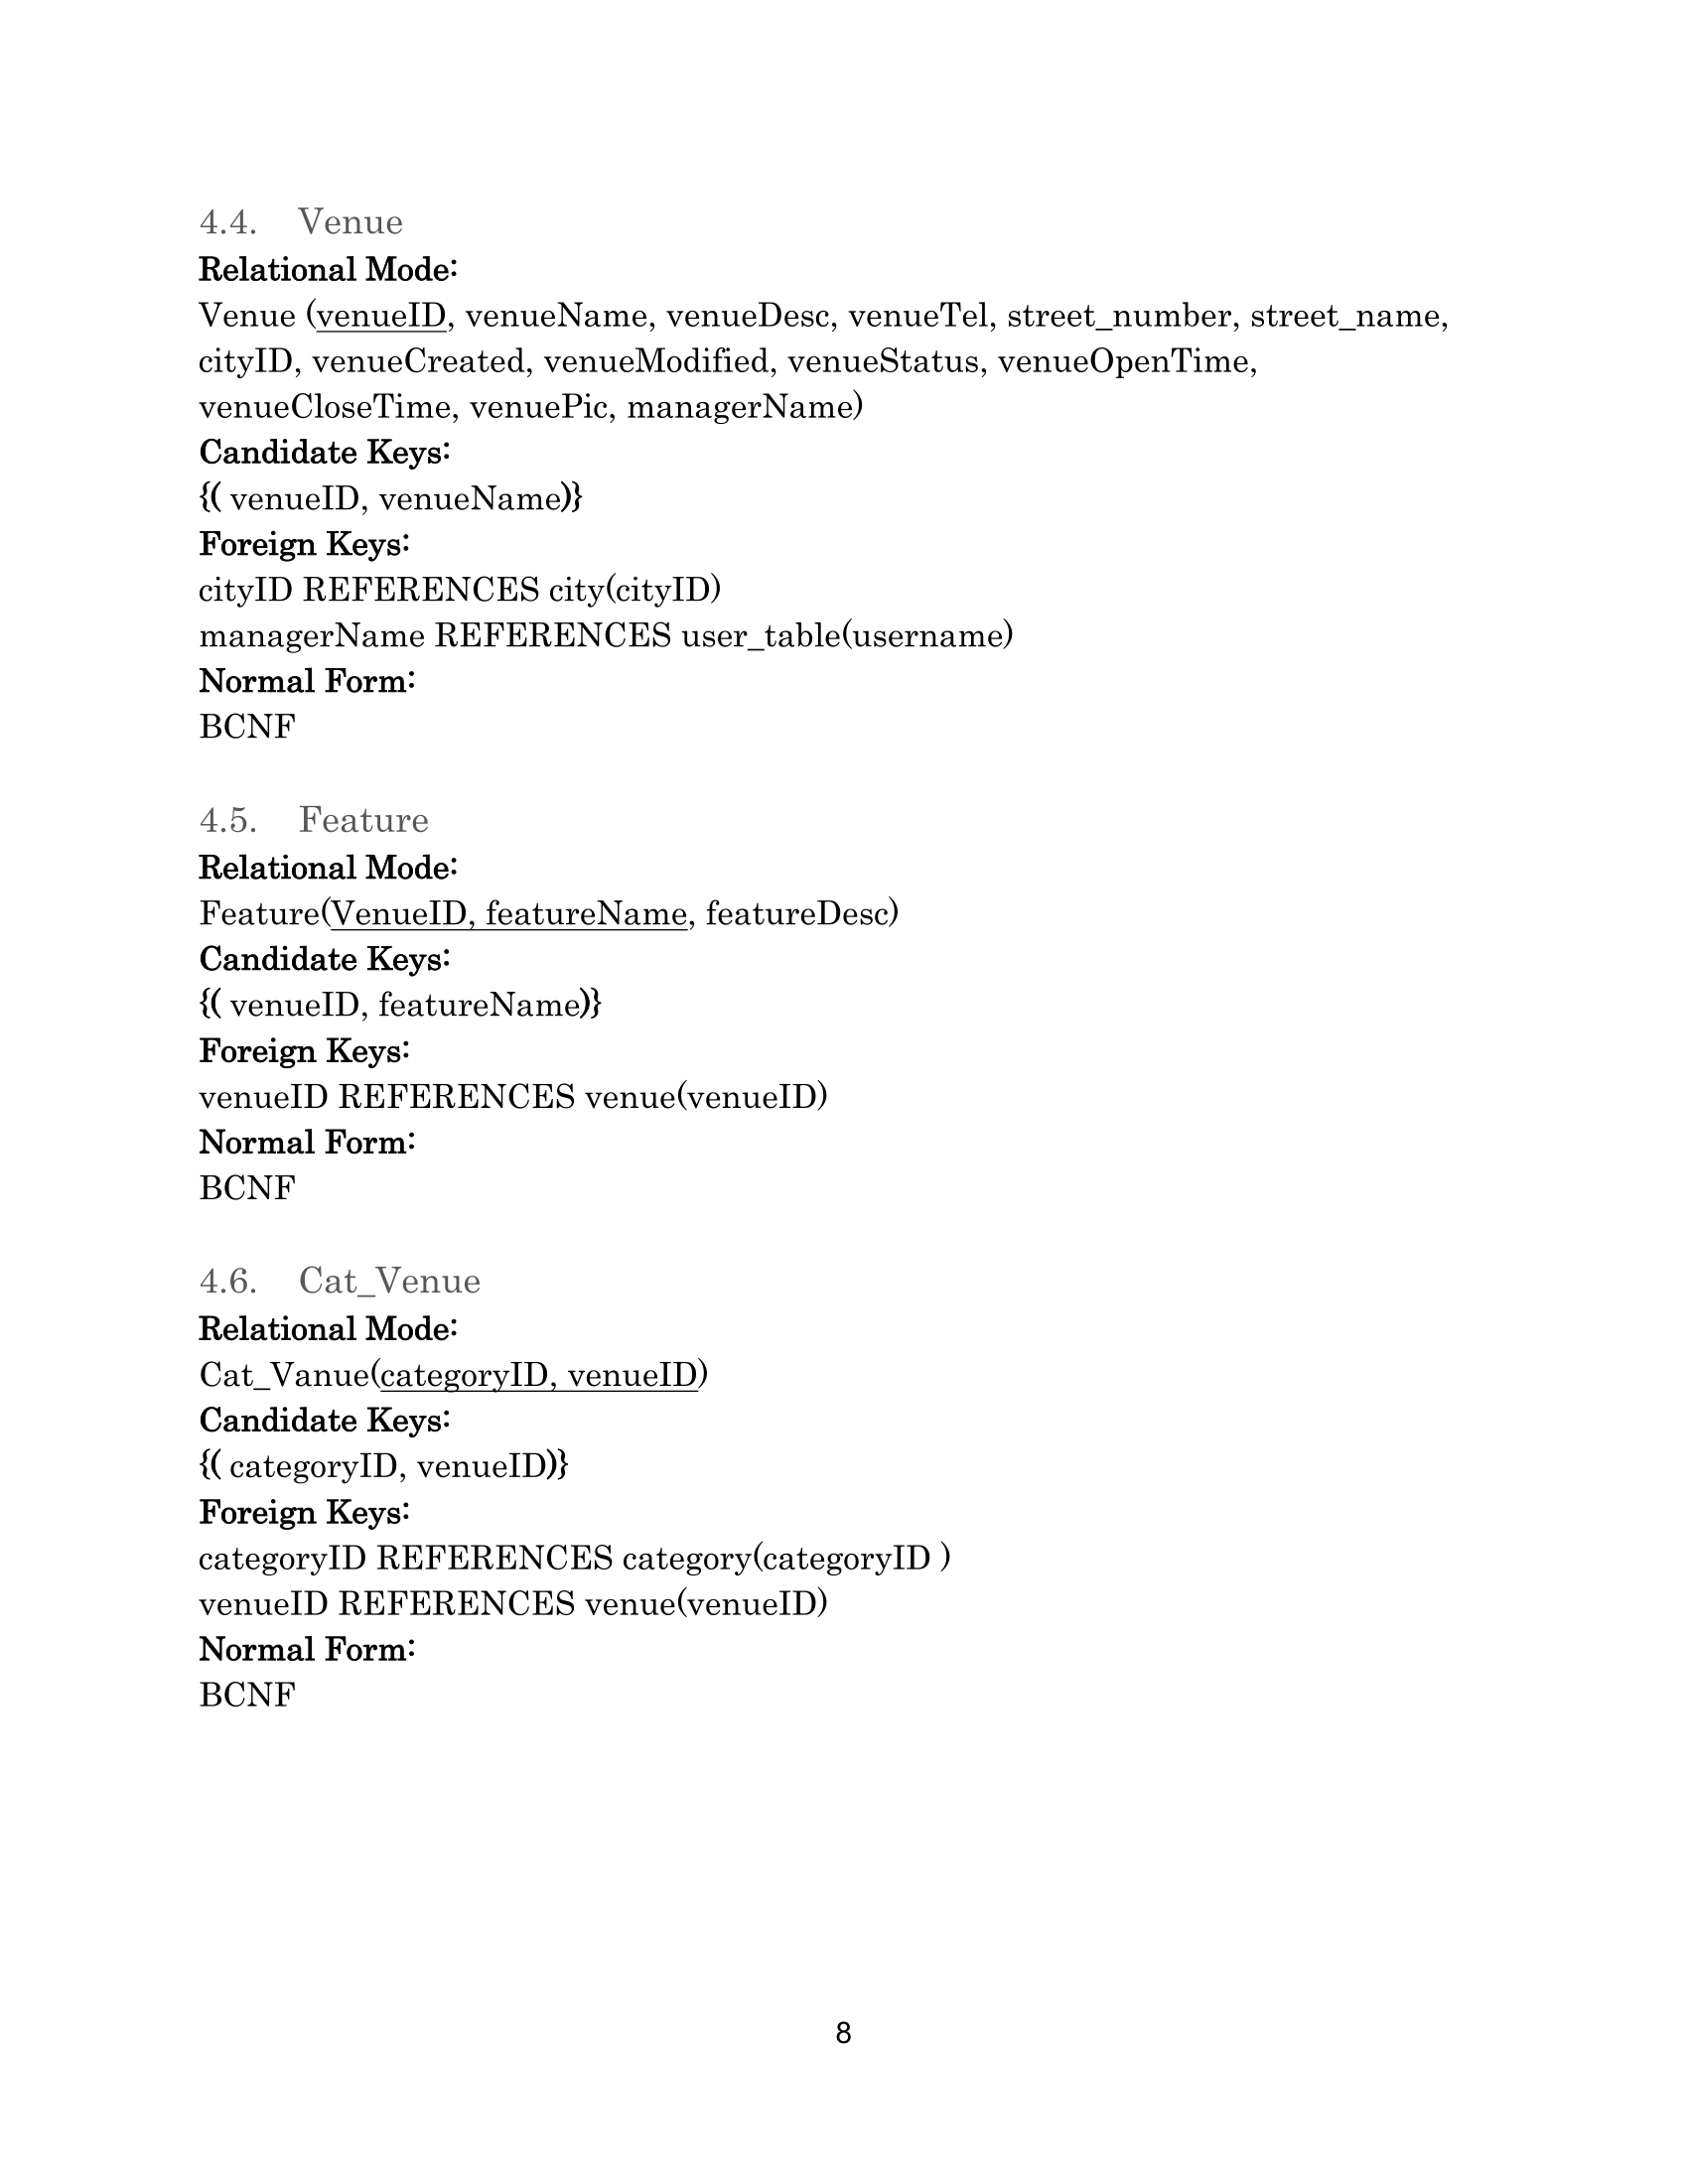 4.4. Venue
Relational Mode:
Venue (venueID, venueName, venueDesc, venueTel, street_number, street_name,
cityID, venueCreated, venueModified, venueStatus, venueOpenTime,
venueCloseTime, venuePic, managerName)
Candidate Keys:
{( venueID, venueName)}
Foreign Keys:
cityID REFERENCES city(cityID)
managerName REFERENCES user_table(username)
Normal Form:
BCNF
4.5. Feature
Relational Mode:
Feature(VenueID, featureName, featureDesc)
Candidate Keys:
{( venueID, featureName)}
Foreign Keys:
venueID REFERENCES venue(venueID)
Normal Form:
BCNF
4.6. Cat_Venue
Relational Mode:
Cat_Vanue(categoryID, venueID)
Candidate Keys:
{( categoryID, venueID)}
Foreign Keys:
categoryID REFERENCES category(categoryID )
venueID REFERENCES venue(venueID)
Normal Form:
BCNF
8